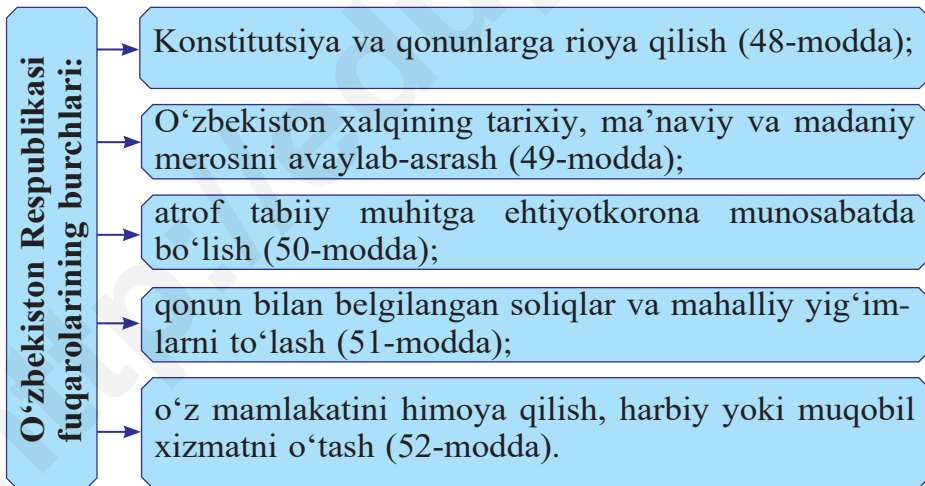 O‘zbekiston Respublikasi
fuqarolarining burchlari:
Konstitutsiya va qonunlarga rioya qilish (48-modda);
O‘zbekiston xalqining tarixiy, ma’naviy va madaniy
merosini avaylab-asrash (49-modda);
atrof tabiiy muhitga ehtiyotkorona munosabatda
bo‘lish (50-modda);
qonun bilan belgilangan soliqlar va mahalliy yig‘im-
larni to‘lash (51-modda);
o‘z mamlakatini himoya qilish, harbiy yoki muqobil
xizmatni o‘tash (52-modda).
http://edu